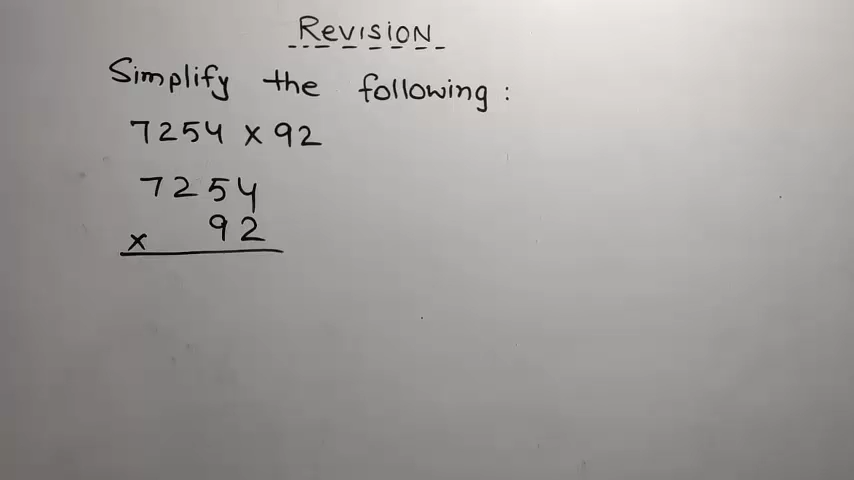 Revision
Simplify the following:
7254 x 92
7254
x 92